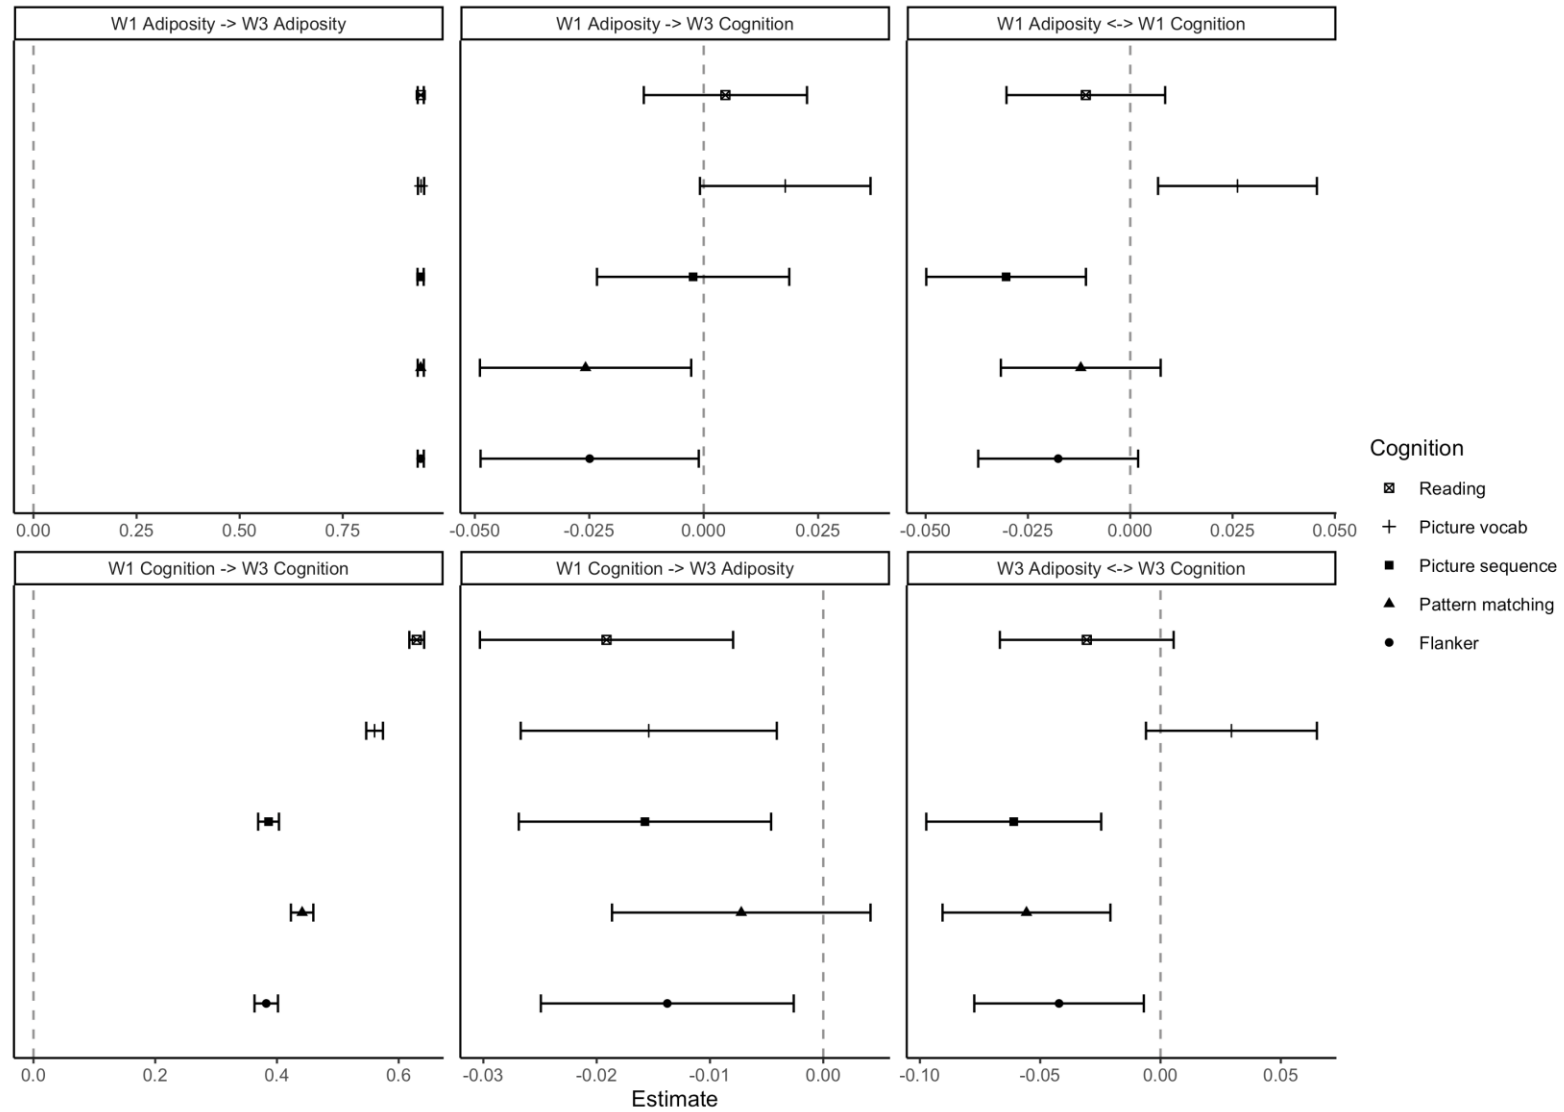 W1 Adiposity -> W3 Adiposity
W1 Adiposity -> W3 Cognition
W1 Adiposity <-> W1 Cognition
0.00 0.25 0.50 0.75
-0.050 -0.025 0.000 0.025
-0.050 -0.025 0.000 0.025 0.050
W1 Cognition -> W3 Cognition
W1 Cognition -> W3 Adiposity
W3 Adiposity <-> W3 Cognition
0.0 0.2 0.4 0.6
-0.03 -0.02 -0.01 0.00
-0.10 -0.05 0.00 0.05
Estimate
Cognition
Reading
Picture vocab
Picture sequence
Pattern matching
Flanker